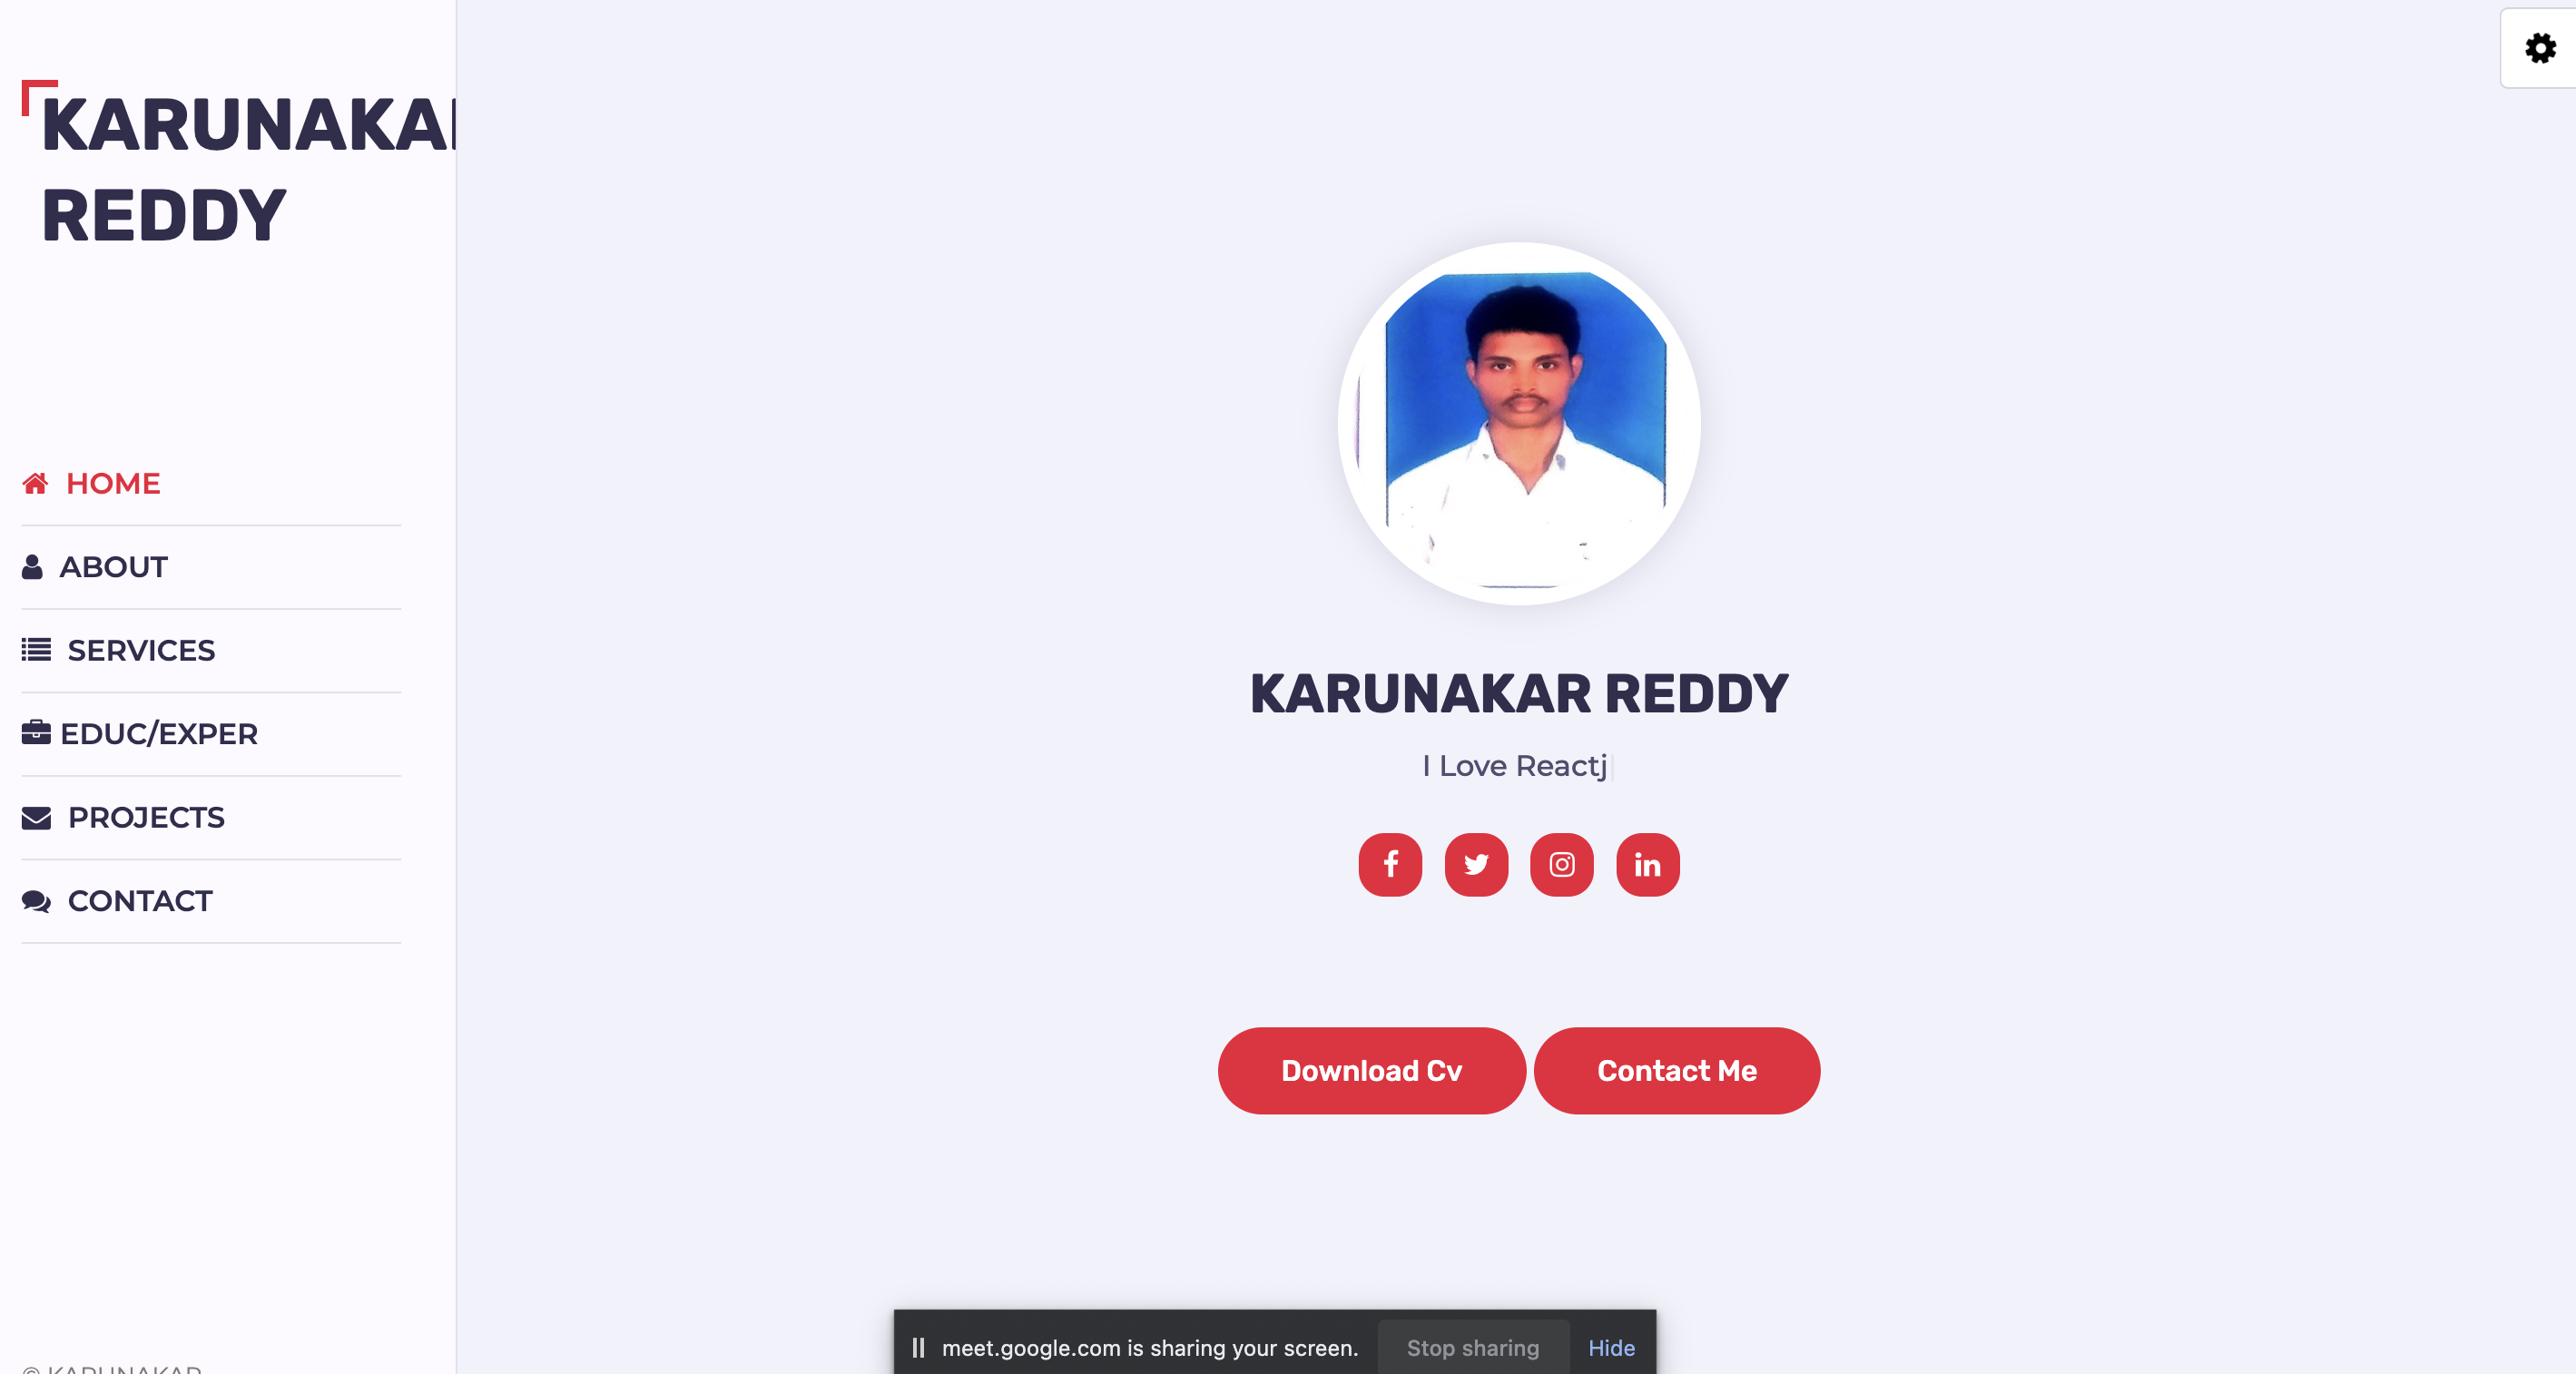 KARUNAKA
REDDY
HOME
ABOUT
SERVICES
EDUC/EXPER
PROJECTS
CONTACT
© KARUNAKAR
KARUNAKAR REDDY
I Love Reactj
Download Cv
Contact Me
meet.google.com is sharing your screen.
Stop sharing
Hide